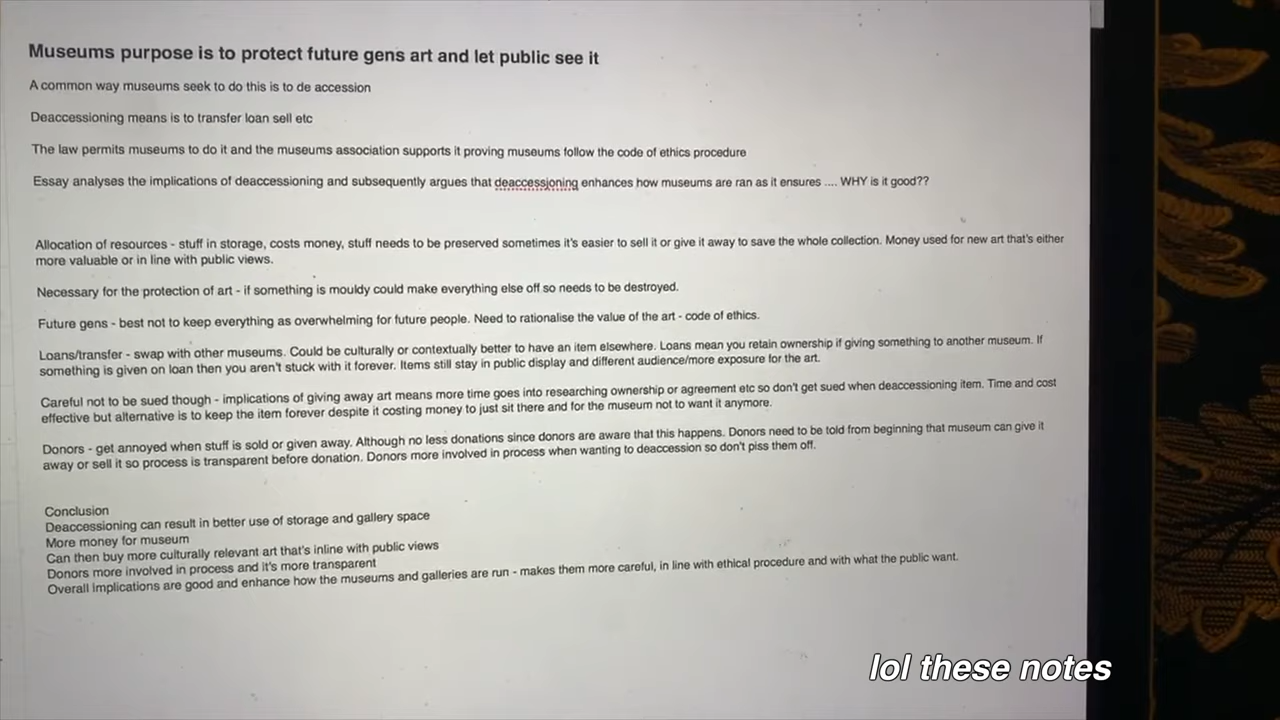 Museums purpose is to protect future gens art and let public see it
A common way museums seek to do this is to de accession
Deaccessioning means is to transfer loan sell etc
The law permits museums to do it and the museums association supports it proving museums follow the code of ethics procedure
Essay analyses the implications of deaccessioning and subsequently argues that deaccessioning enhances how museums are ran as it ensures .... WHY is it good??
Allocation of resources - stuff in storage, costs money, stuff needs to be preserved sometimes it's easier to sell it or give it away to save the whole collection. Money used for new art that's either
more valuable or in line with public views.
Necessary for the protection of art - if something is mouldy could make everything else off so needs to be destroyed.
Future gens - best not to keep everything as overwhelming for future people. Need to rationalise the value of the art - code of ethics.
Loans/transfer - swap with other museums. Could be culturally or contextually better to have an item elsewhere. Loans mean you retain ownership if giving something to another museum. If
something is given on loan then you aren't stuck with it forever. Items still stay in public display and different audience/more exposure for the art.
Careful not to be sued though - implications of giving away art means more time goes into researching ownership or agreement etc so don't get sued when deaccessioning item. Time and cost
effective but alternative is to keep the item forever despite it costing money to just sit there and for the museum not to want it anymore.
Donors - get annoyed when stuff is sold or given away. Although no less donations since donors are aware that this happens. Donors need to be told from beginning that museum can give it
away or sell it so process is transparent before donation. Donors more involved in process when wanting to deaccession so don't piss them off.
Conclusion
Deaccessioning can result in better use of storage and gallery space
More money for museum
Can then buy more culturally relevant art that's inline with public views
Donors more involved in process and it's more transparent
Overall implications are good and enhance how the museums and galleries are run - makes them more careful, in line with ethical procedure and with what the public want.
lol these notes